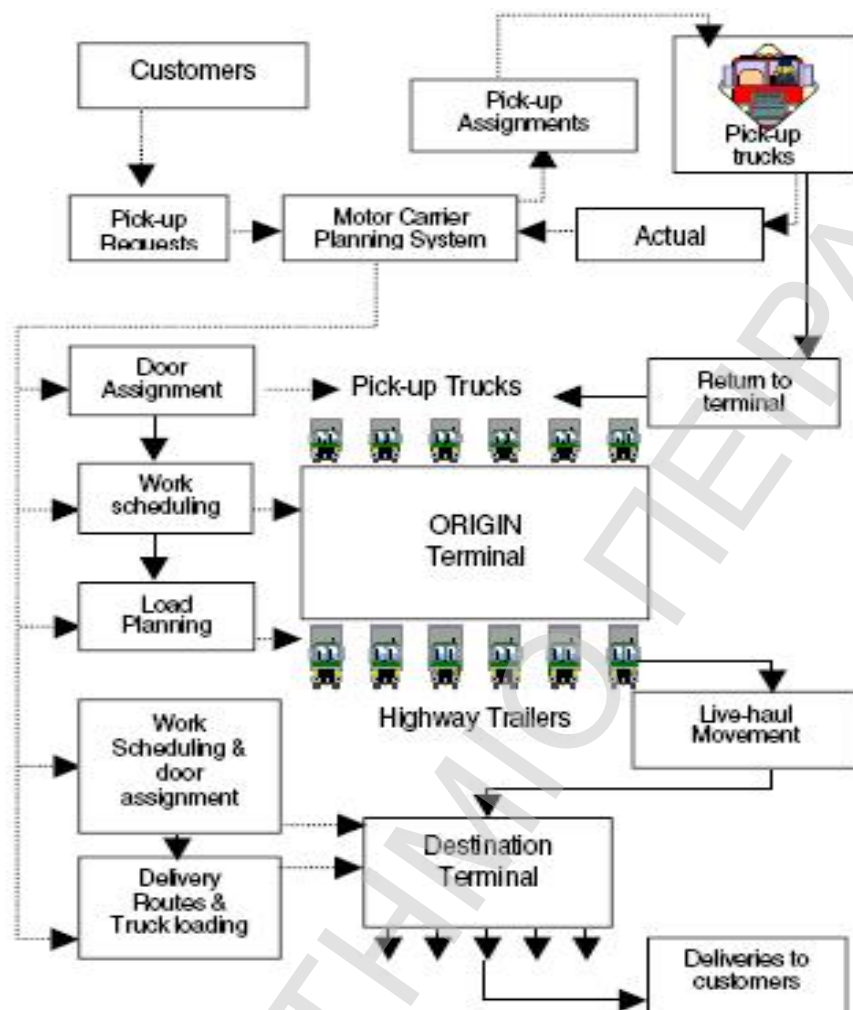 Customers
Pick-up
Assignments
Pick-up
trucks
Pick-up
Requests
Motor Carrier
Planning System
Actual
Door
Assignment
Pick-up Trucks
Return to
terminal
Work
scheduling
ORIGIN
Terminal
Load
Planning
Highway Trailers
Live-haul
Movement
Work
Scheduling &
door
assignment
Destination
Terminal
Delivery
Routes &
Truck loading
Deliveries to
customers